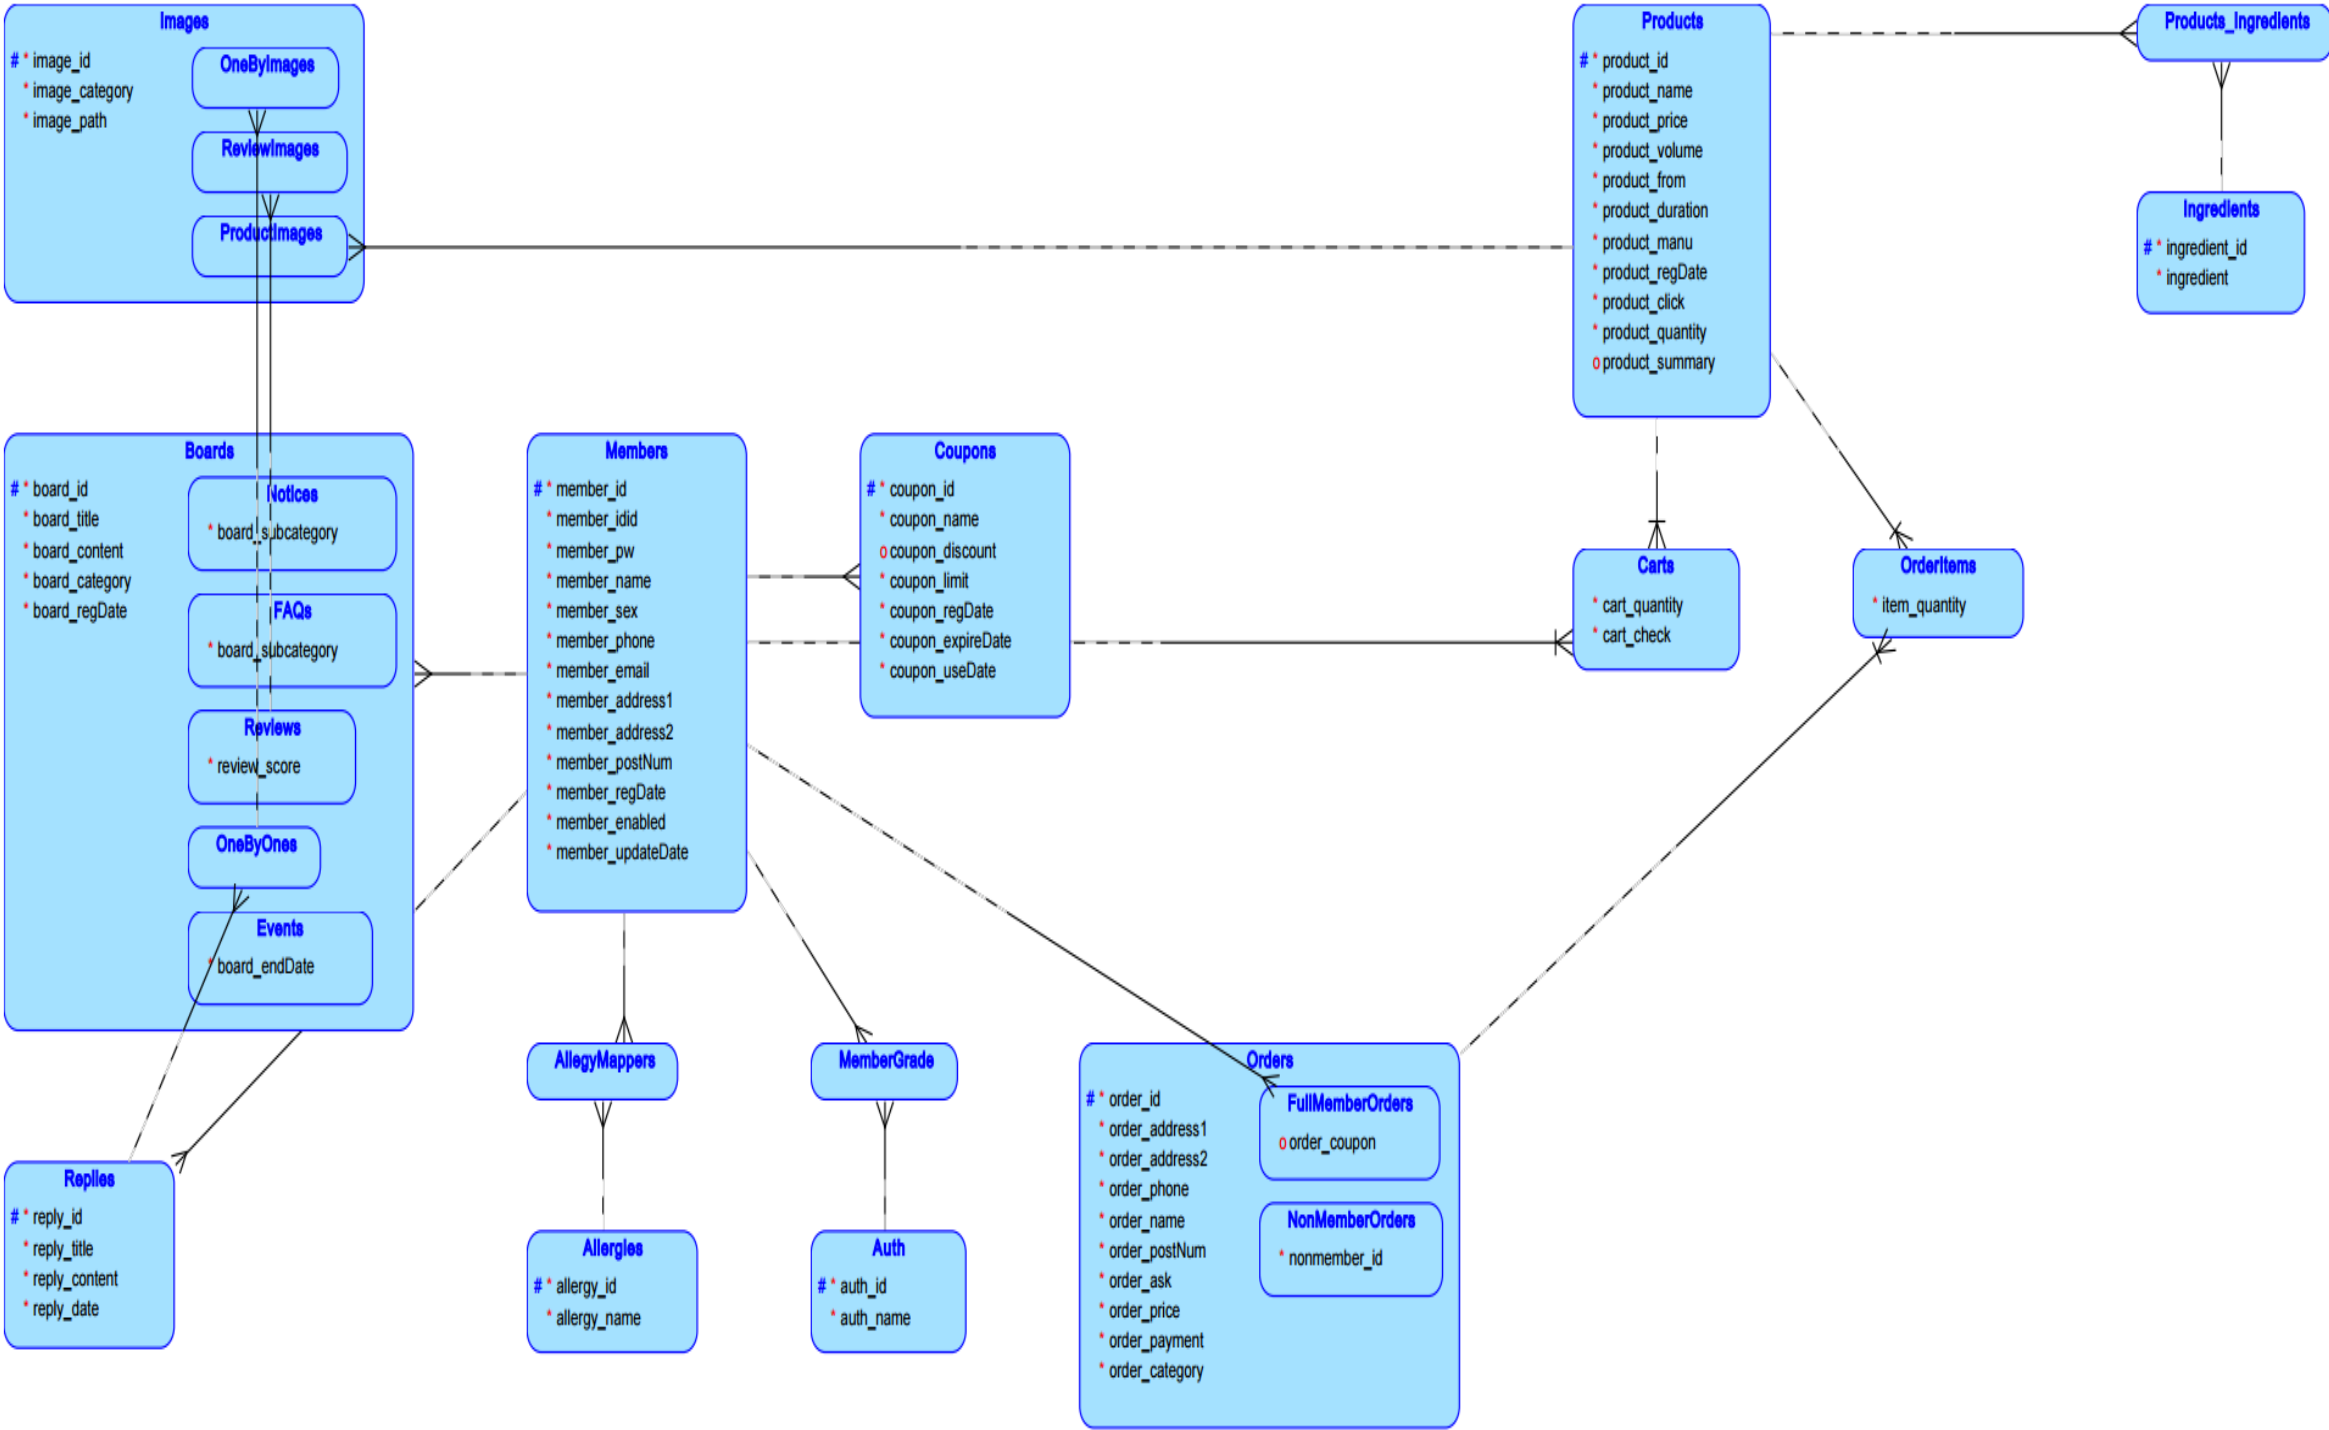 Images
# * image_id
* image_category
* image_path
OneByImages
ReviewImages
ProductImages
Products
# * product_id
* product_name
* product_price
* product_volume
* product_from
* product_duration
* product_manu
* product_regDate
* product_click
* product_quantity
o product_summary
Products_Ingredients
Ingredients
# * ingredient_id
* ingredient
Boards
# * board_id
* board_title
* board_content
* board_category
* board_regDate
Notices
* board_subcategory
FAQs
* board_subcategory
Reviews
* review_score
OneByOnes
Events
* board_endDate
Members
# * member_id
* member_idid
* member_pw
* member_name
* member_sex
* member_phone
* member_email
* member_address1
* member_address2
* member_postNum
* member_regDate
* member_enabled
* member_updateDate
Coupons
# * coupon_id
* coupon_name
o coupon_discount
* coupon_limit
* coupon_regDate
* coupon_expireDate
* coupon_useDate
Carts
* cart_quantity
* cart_check
OrderItems
* item_quantity
AllegyMappers
MemberGrade
Orders
# * order_id
* order_address1
* order_address2
* order_phone
* order_name
* order_postNum
* order_ask
* order_price
* order_payment
* order_category
FullMemberOrders
o order_coupon
NonMemberOrders
* nonmember_id
Replies
# * reply_id
* reply_title
* reply_content
* reply_date
Allergies
# * allergy_id
* allergy_name
Auth
# * auth_id
* auth_name